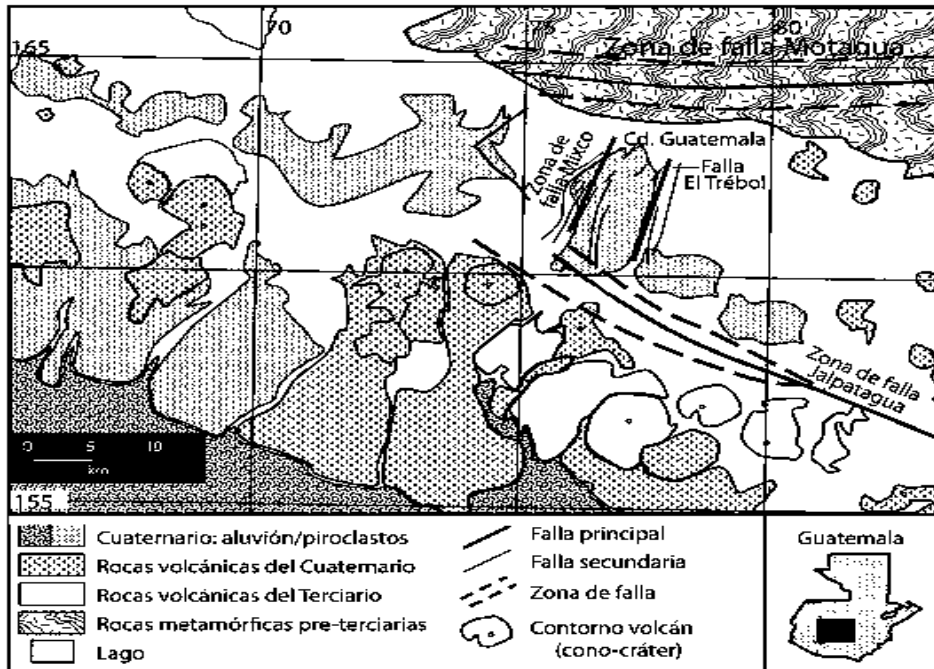 70
75
80
165
Zona de falla Motagua
Zona de
falla Mixco
Cd. Guatemala
Falla
El Trébol
Zona de falla
Jalpatagua
0 5 10
km
155
Cuaternario: aluvión/piroclastos
Rocas volcánicas del Cuaternario
Rocas volcánicas del Terciario
Rocas metamórficas pre-terciarias
Lago
Falla principal
Falla secundaria
Zona de falla
Contorno volcán
(cono-cráter)
Guatemala